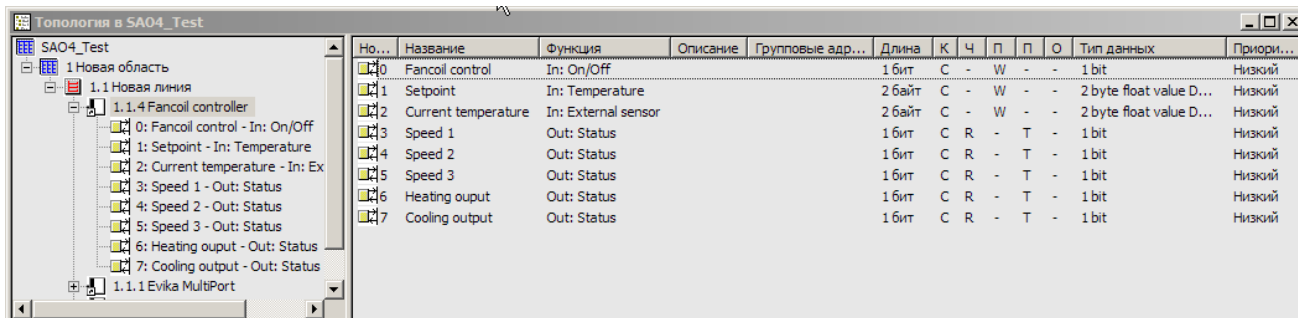 Топология в SAO4_Test
SAO4_Test
1 Новая область
1.1 Новая линия
1.1.4 Fancoil controller
0: Fancoil control - In: On/Off
1: Setpoint - In: Temperature
2: Current temperature - In: Ex
3: Speed 1 - Out: Status
4: Speed 2 - Out: Status
5: Speed 3 - Out: Status
6: Heating ouput - Out: Status
7: Cooling output - Out: Status
1.1.1 Evika MultiPort
Но... Название Функция Описание Групповые адр... Длина К Ч П П О Тип данных Приори...
0 Fancoil control In: On/Off 1 бит C - W - - 1 bit Низкий
1 Setpoint In: Temperature 2 байт C - W - - 2 byte float value D... Низкий
2 Current temperature In: External sensor 2 байт C - W - - 2 byte float value D... Низкий
3 Speed 1 Out: Status 1 бит C R - T - 1 bit Низкий
4 Speed 2 Out: Status 1 бит C R - T - 1 bit Низкий
5 Speed 3 Out: Status 1 бит C R - T - 1 bit Низкий
6 Heating ouput Out: Status 1 бит C R - T - 1 bit Низкий
7 Cooling output Out: Status 1 бит C R - T - 1 bit Низкий